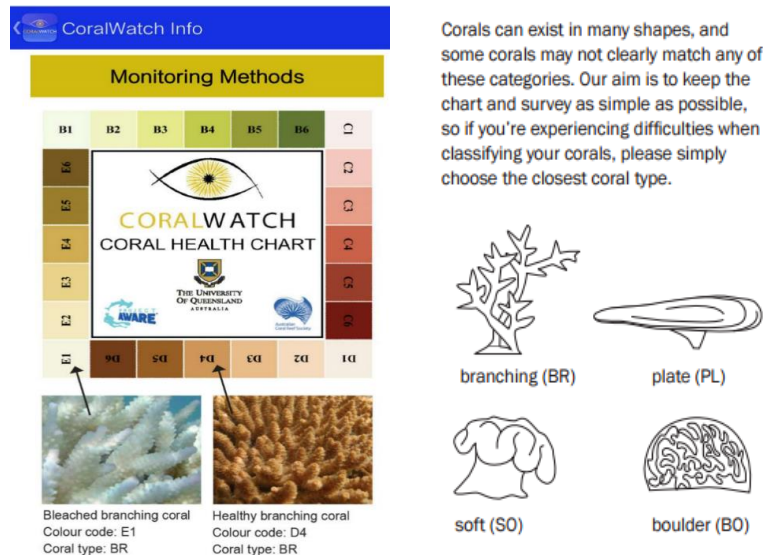 CoralWatch Info
Monitoring Methods
B1 B2 B3 B4 B5 B6 C1
E6 C2
E5 C3
E4 C4
E3 C5
E2 C6
E1 D6 D5 D4 D3 D2 D1
CORALWATCH
CORAL HEALTH CHART
THE UNIVERSITY
OF QUEENSLAND
AUSTRALIA
PROJECT
AWARE
Australian
Coral Reef Society
Bleached branching coral
Colour code: E1
Coral type: BR
Healthy branching coral
Colour code: D4
Coral type: BR
Corals can exist in many shapes, and
some corals may not clearly match any of
these categories. Our aim is to keep the
chart and survey as simple as possible,
so if you're experiencing difficulties when
classifying your corals, please simply
choose the closest coral type.
branching (BR)
plate (PL)
soft (SO)
boulder (BO)